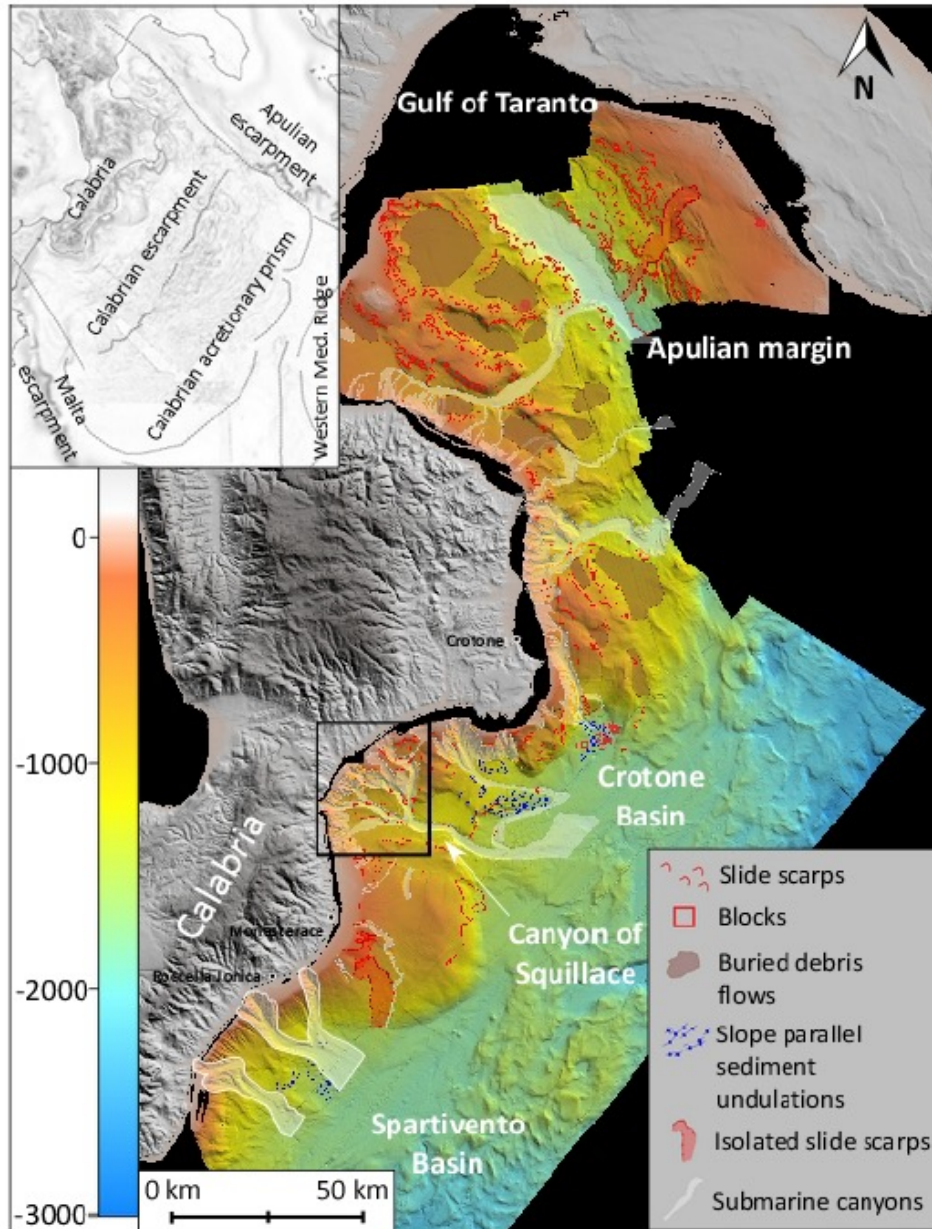 Apulian
escarpment
Calabria
Calabrian escarpment
Calabrian acretionary prism
Malta
escarpment
Western Med. Ridge
Gulf of Taranto
N
Apulian margin
0
-1000
-2000
-3000
Crotone
Crotone
Basin
Calabria
Monasterace
Roccella Jonica
Canyon of
Squillace
Spartivento
Basin
Slide scarps
Blocks
Buried debris
flows
Slope parallel
sediment
undulations
Isolated slide scarps
Submarine canyons
0 km
50 km